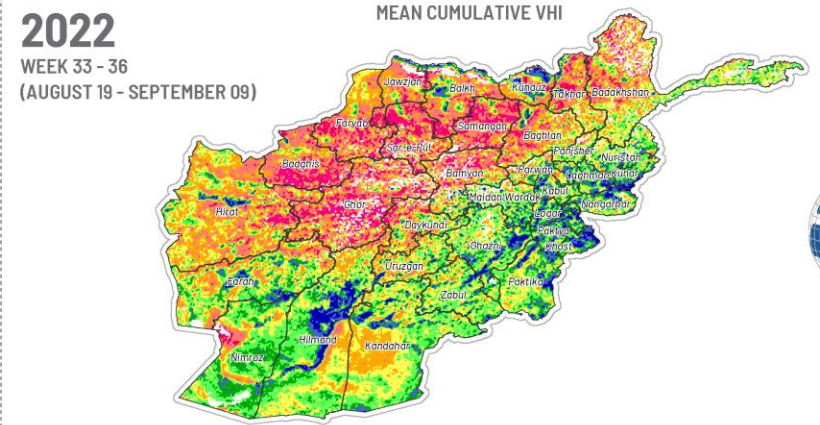 2022
WEEK 33 - 36
(AUGUST 19 - SEPTEMBER 09)
MEAN CUMULATIVE VHI
Jawzjan
Balkh
Kunduz
Takhar
Badakhshan
Faryab
Samangan
Baghlan
Sar-e-Pul
Panjsher
Nuristan
Badghis
Bamyan
Parwan
Laghman
Kunar
Kabul
Maidan Wardak
Nangarhar
Hirat
Ghor
Logar
Daykundi
Paktya
Ghazni
Khost
Uruzgan
Farah
Zabul
Paktika
Hilmand
Kandahar
Nimroz